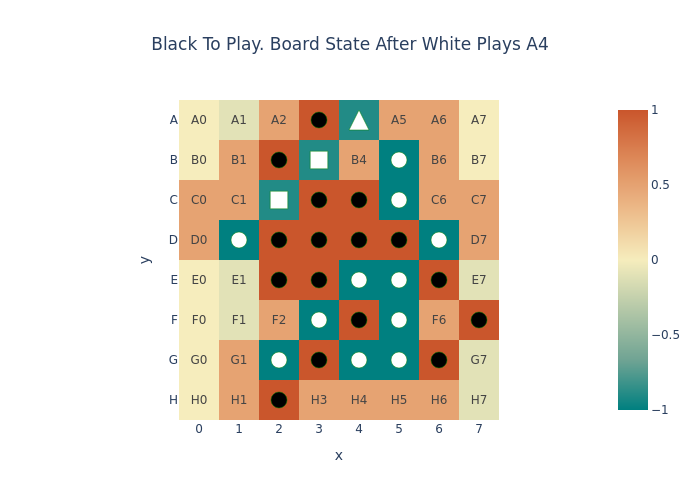 Black To Play. Board State After White Plays A4
A A0 A1 A2 A5 A6 A7
B B0 B1 B4 B6 B7
C C0 C1 C6 C7
D D0 D7
E E0 E1 E7
F F0 F1 F2 F6
G G0 G1 G7
H H0 H1 H3 H4 H5 H6 H7
0 1 2 3 4 5 6 7
x
y
1
0.5
0
−0.5
−1